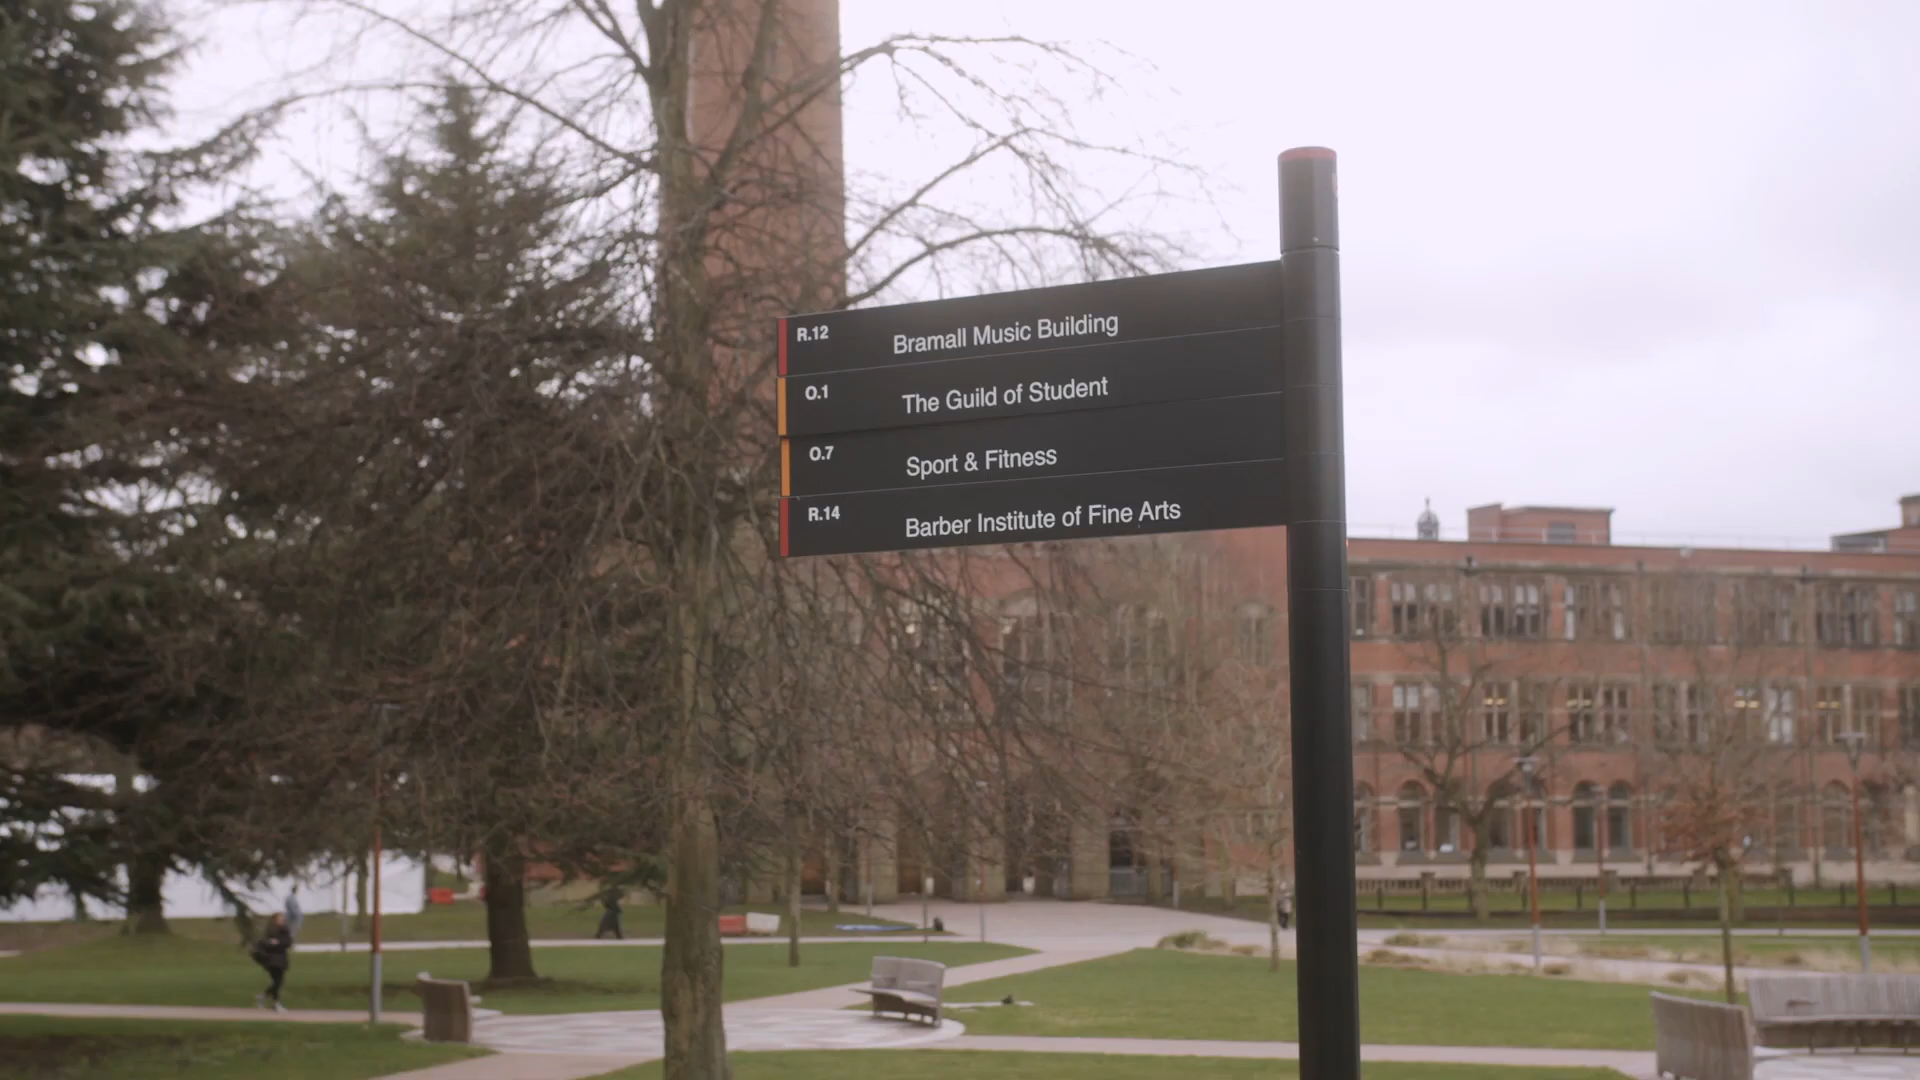 R.12 Bramall Music Building
O.1 The Guild of Student
O.7 Sport & Fitness
R.14 Barber Institute of Fine Arts